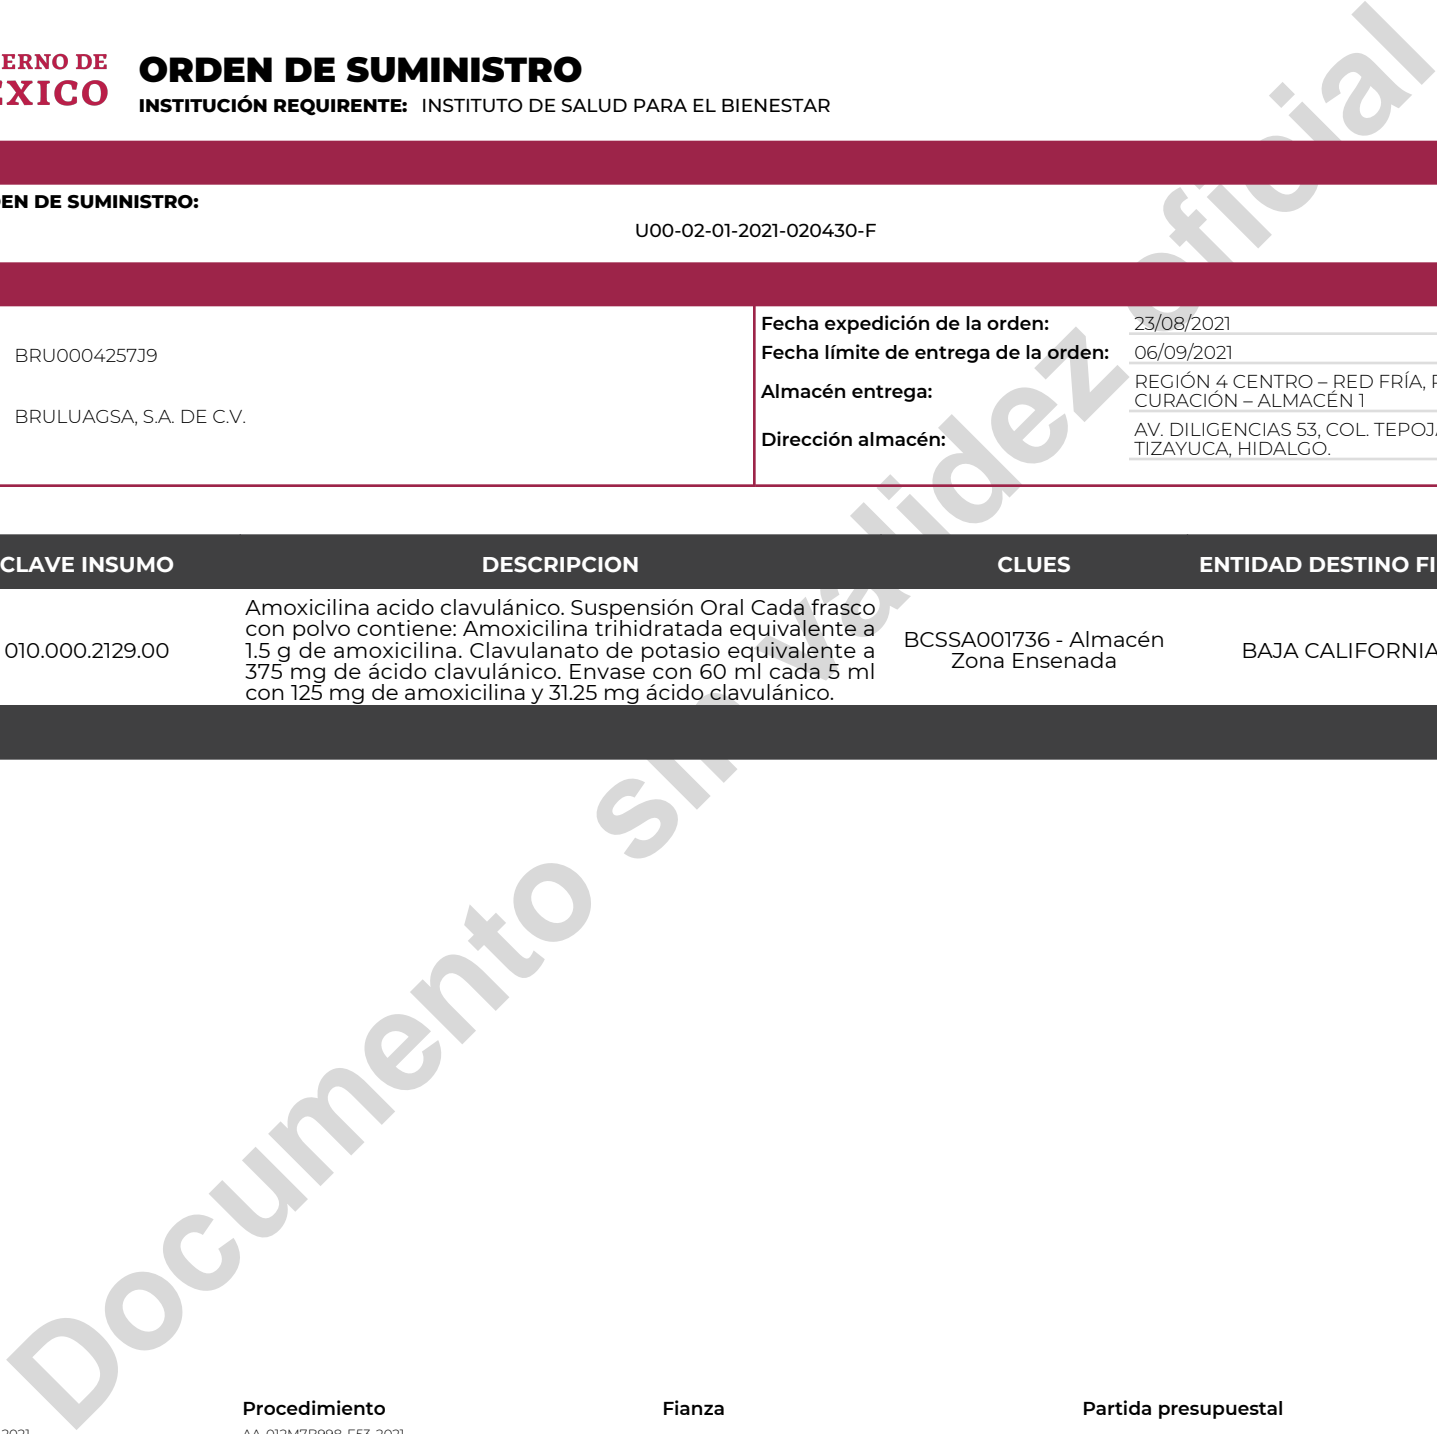 ERNO DE
EXICO
ORDEN DE SUMINISTRO
INSTITUCIÓN REQUIRENTE: INSTITUTO DE SALUD PARA EL BIENESTAR
EN DE SUMINISTRO:
U00-02-01-2021-020430-F
BRU0004257J9
BRULUAGSA, S.A. DE C.V.
Fecha expedición de la orden: 23/08/2021
Fecha límite de entrega de la orden: 06/09/2021
Almacén entrega: REGIÓN 4 CENTRO – RED FRÍA,
CURACIÓN – ALMACÉN 1
Dirección almacén: AV. DILIGENCIAS 53, COL. TEPOJ
TIZAYUCA, HIDALGO.
CLAVE INSUMO DESCRIPCION CLUES ENTIDAD DESTINO FI
010.000.2129.00
Amoxicilina acido clavulánico. Suspensión Oral Cada frasco
con polvo contiene: Amoxicilina trihidratada equivalente a
1.5 g de amoxicilina. Clavulanato de potasio equivalente a
375 mg de ácido clavulánico. Envase con 60 ml cada 5 ml
con 125 mg de amoxicilina y 31.25 mg ácido clavulánico.
BCSSA001736 - Almacén
Zona Ensenada
BAJA CALIFORNIA
Documento sin validez oficial
Procedimiento Fianza Partida presupuestal